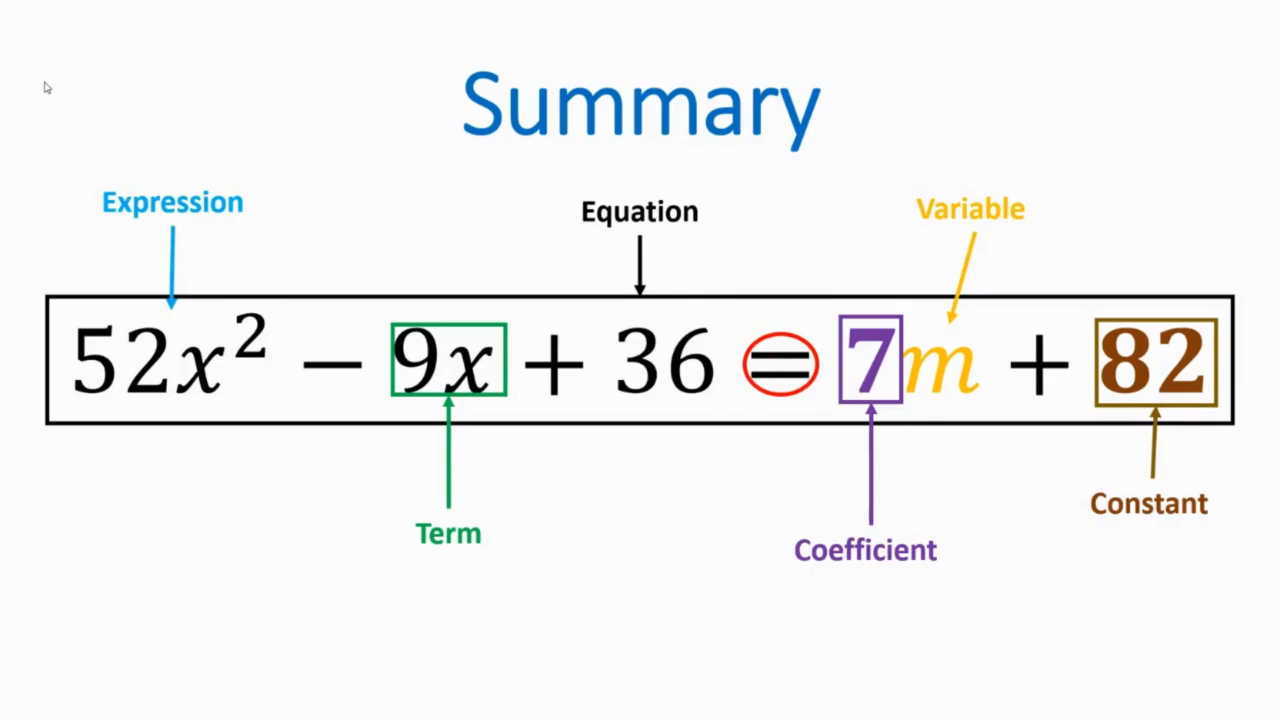 Summary
Expression
Equation
Variable
52x² − 9x + 36 = 7m + 82
Term
Coefficient
Constant